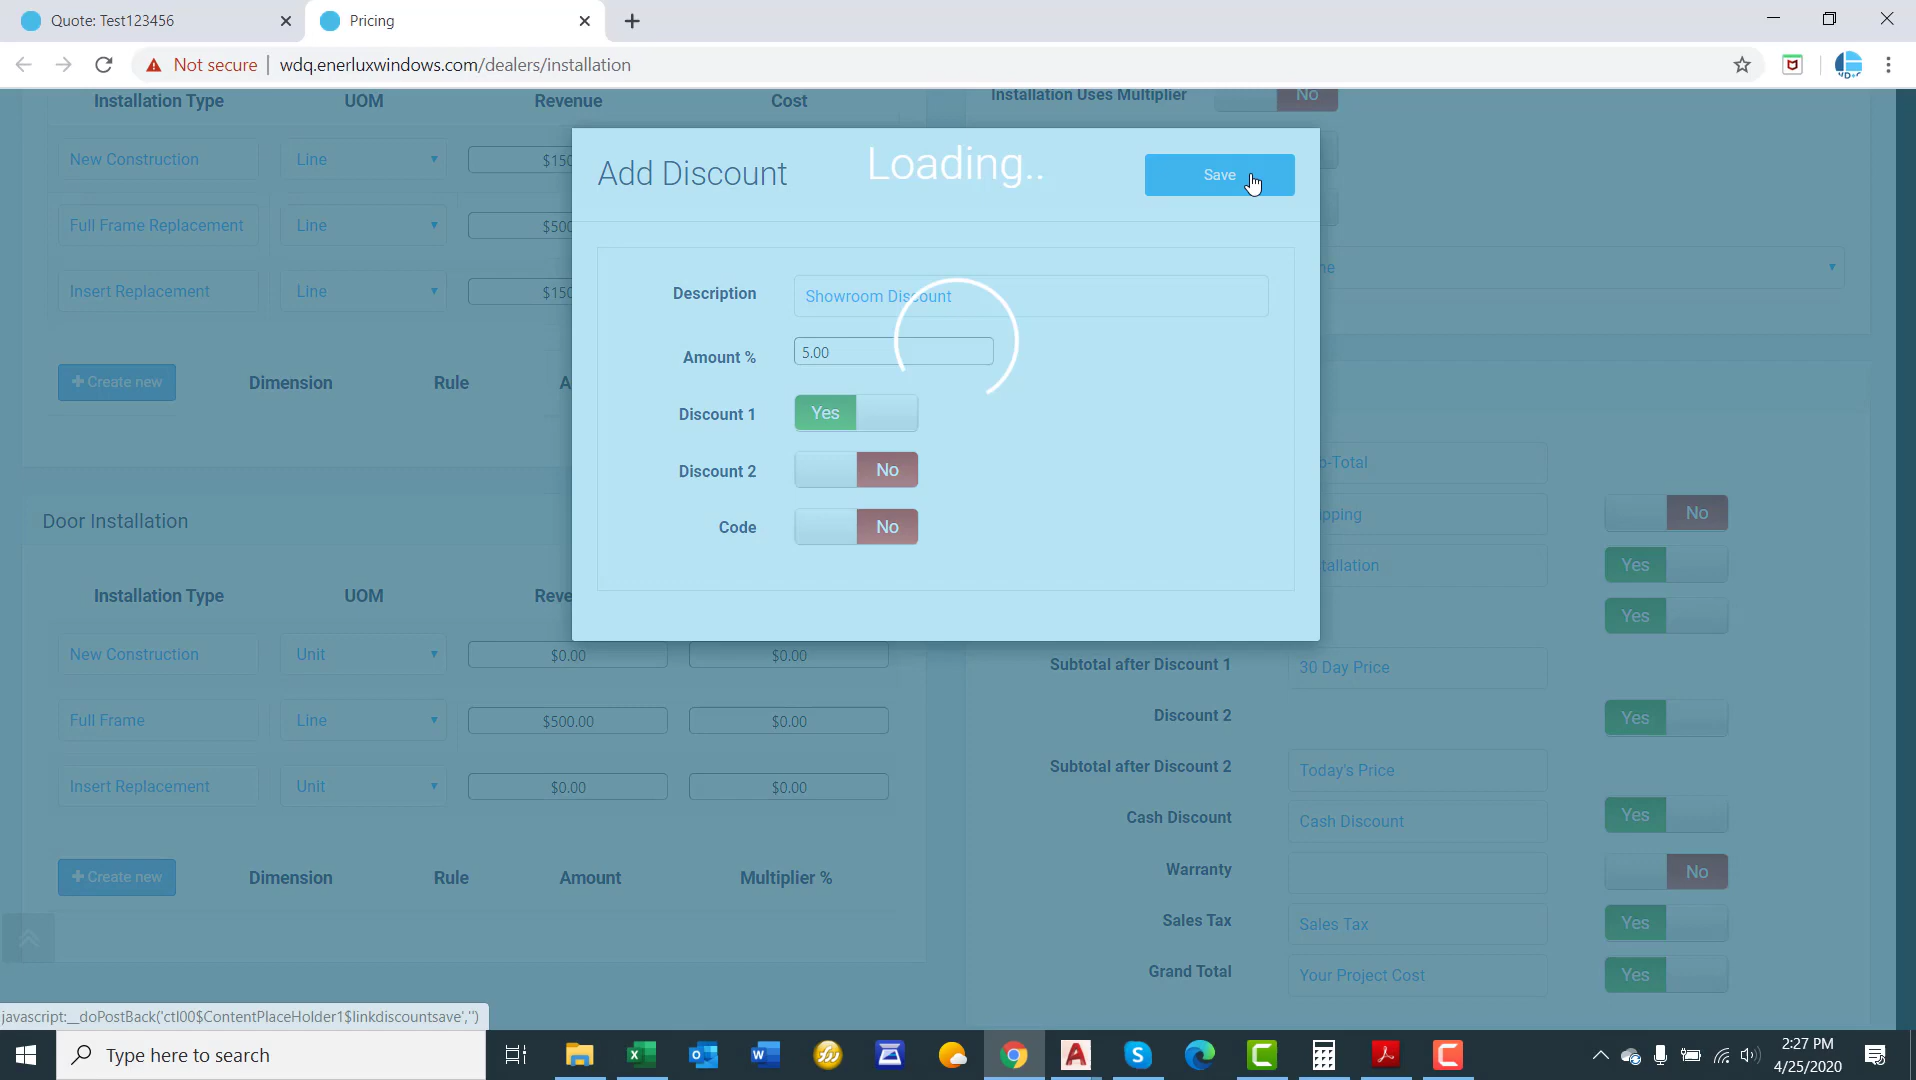 Quote: Test123456
Pricing
Not secure
wdq.enerluxwindows.com/dealers/installation
Installation Type UOM Revenue Cost
New Construction Line $150
Full Frame Replacement Line $500
Insert Replacement Line $150
Create new Dimension Rule A
Door Installation
Installation Type UOM Reve
New Construction Unit $0.00 $0.00
Full Frame Line $500.00 $0.00
Insert Replacement Unit $0.00 $0.00
Create new Dimension Rule Amount Multiplier %
Installation Uses Multiplier No
Add Discount
Loading..
Save
Description Showroom Discount
Amount % 5.00
Discount 1 Yes
Discount 2 No
Code No
No
Yes
Yes
Subtotal after Discount 1 30 Day Price
Discount 2 Yes
Subtotal after Discount 2 Today's Price
Cash Discount Cash Discount Yes
Warranty No
Sales Tax Sales Tax Yes
Grand Total Your Project Cost Yes
javascript:__doPostBack('ctl00$ContentPlaceHolder1$linkdiscountsave','')
Type here to search
2:27 PM
4/25/2020